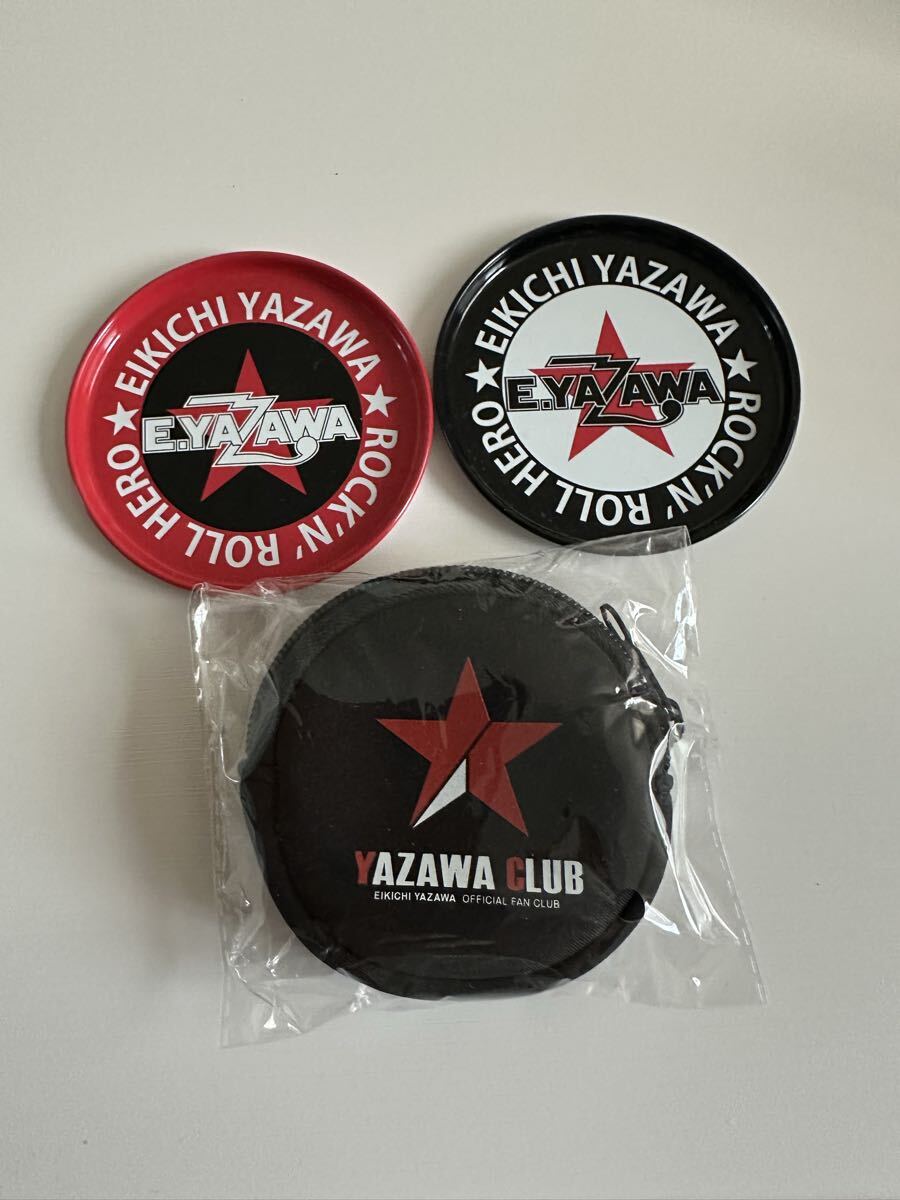 ★ EIKICHI YAZAWA ★ ROCK'N' ROLL HERO
E.YAZAWA
★ EIKICHI YAZAWA ★ ROCK'N' ROLL HERO
E.YAZAWA
YAZAWA CLUB
EIKICHI YAZAWA OFFICIAL FAN CLUB